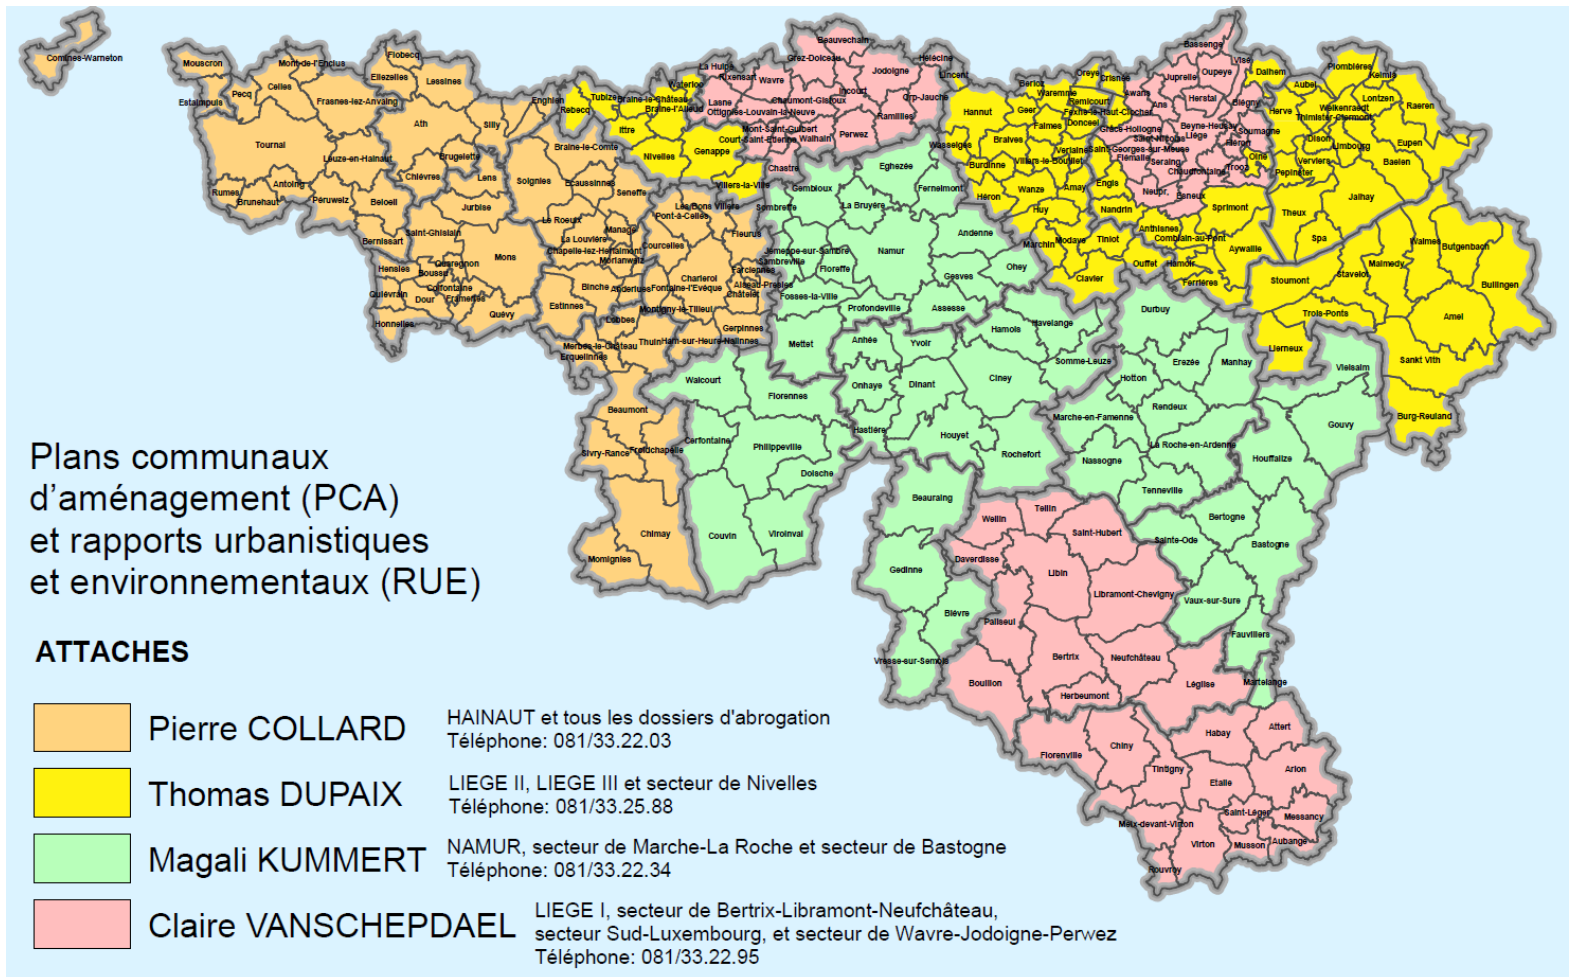 Comines-Warneton
Mouscron
Mont-de-l'Enclus
Flobecq
Ellezelles
Lessines
Estaimpuis
Pecq
Celles
Frasnes-lez-Anvaing
Enghien
Ath
Silly
Tournai
Leuze-en-Hainaut
Brugelette
Chièvres
Lens
Rumes
Antoing
Brunehaut
Péruwelz
Beloeil
Jurbise
Soignies
Braine-le-Comte
Ecaussinnes
Seneffe
Bernissart
Saint-Ghislain
Mons
Le Roeulx
Manage
La Louvière
Chapelle-lez-Herlaimont
Morlanwelz
Hensies
Quaregnon
Boussu
Quiévrain
Dour
Colfontaine
Frameries
Honnelles
Quévy
Binche
Anderlues
Estinnes
Lobbes
Les Bons Villers
Pont-à-Celles
Fleurus
Courcelles
Charleroi
Farciennes
Fontaine-l'Evêque
Aiseau-Presles
Châtelet
Montigny-le-Tilleul
Gerpinnes
Merbes-le-Château
Thuin
Ham-sur-Heure-Nalinnes
Erquelinnes
Beaumont
Sivry-Rance
Froidchapelle
Chimay
Momignies
Rebecq
Tubize
Braine-le-Château
Waterloo
Braine-l'Alleud
Ittre
Nivelles
Genappe
Villers-la-Ville
La Hulpe
Rixensart
Wavre
Grez-Doiceau
Beauvechain
Jodoigne
Hélécine
Lasne
Ottignies-Louvain-la-Neuve
Chaumont-Gistoux
Incourt
Orp-Jauche
Ramillies
Mont-Saint-Guibert
Court-Saint-Etienne
Walhain
Perwez
Chastre
Lincent
Hannut
Wasseiges
Burdinne
Braives
Geer
Berloz
Waremme
Oreye
Crisnée
Remicourt
Fexhe-le-Haut-Clocher
Faimes
Donceel
Verlaine
Villers-le-Bouillet
Saint-Georges-sur-Meuse
Héron
Wanze
Amay
Engis
Huy
Nandrin
Marchin
Modave
Tinlot
Clavier
Anthisnes
Comblain-au-Pont
Ouffet
Hamoir
Ferrières
Aywaille
Sprimont
Bassenge
Juprelle
Oupeye
Visé
Awans
Ans
Herstal
Blégny
Grâce-Hollogne
Saint-Nicolas
Liège
Beyne-Heusay
Soumagne
Fléron
Flémalle
Seraing
Chaudfontaine
Trooz
Neupré
Esneux
Dalhem
Plombières
Kelmis
Aubel
Lontzen
Raeren
Welkenraedt
Herve
Thimister-Clermont
Olne
Dison
Limbourg
Eupen
Verviers
Baelen
Pepinster
Theux
Jalhay
Spa
Waimes
Butgenbach
Malmedy
Stavelot
Stoumont
Bullingen
Trois-Ponts
Amel
Lierneux
Sankt Vith
Burg-Reuland
Eghezée
Gembloux
Fernelmont
La Bruyère
Sombreffe
Andenne
Namur
Jemeppe-sur-Sambre
Sambreville
Floreffe
Gesves
Ohey
Fosses-la-Ville
Profondeville
Assesse
Mettet
Anhée
Yvoir
Hamois
Havelange
Somme-Leuze
Ciney
Onhaye
Dinant
Hastière
Houyet
Rochefort
Walcourt
Florennes
Cerfontaine
Philippeville
Doische
Couvin
Viroinval
Beauraing
Gedinne
Bièvre
Vresse-sur-Semois
Durbuy
Erezée
Manhay
Hotton
Rendeux
Marche-en-Famenne
La Roche-en-Ardenne
Nassogne
Tenneville
Vielsalm
Gouvy
Houffalize
Bertogne
Sainte-Ode
Bastogne
Vaux-sur-Sure
Fauvillers
Martelange
Wellin
Tellin
Saint-Hubert
Daverdisse
Libin
Libramont-Chevigny
Paliseul
Bertrix
Neufchâteau
Bouillon
Herbeumont
Léglise
Florenville
Chiny
Habay
Attert
Tintigny
Etalle
Arlon
Meix-devant-Virton
Saint-Léger
Messancy
Virton
Musson
Aubange
Rouvroy
Plans communaux
d'aménagement (PCA)
et rapports urbanistiques
et environnementaux (RUE)
ATTACHES
Pierre COLLARD
HAINAUT et tous les dossiers d'abrogation
Téléphone: 081/33.22.03
Thomas DUPAIX
LIEGE II, LIEGE III et secteur de Nivelles
Téléphone: 081/33.25.88
Magali KUMMERT
NAMUR, secteur de Marche-La Roche et secteur de Bastogne
Téléphone: 081/33.22.34
Claire VANSCHEPDAEL
LIEGE I, secteur de Bertrix-Libramont-Neufchâteau,
secteur Sud-Luxembourg, et secteur de Wavre-Jodoigne-Perwez
Téléphone: 081/33.22.95